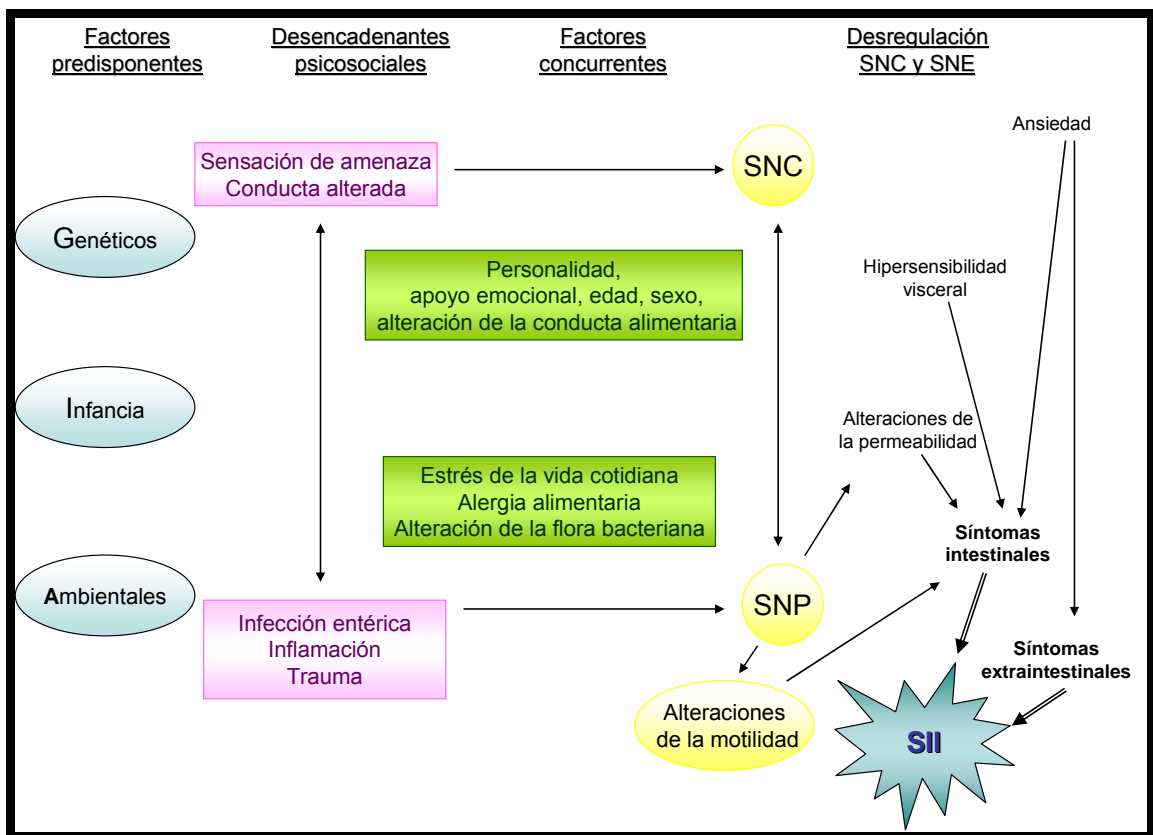 Factores
predisponentes
Desencadenantes
psicosociales
Factores
concurrentes
Desregulación
SNC y SNE
Ansiedad
Sensación de amenaza
Conducta alterada
SNC
Genéticos
Personalidad,
apoyo emocional, edad, sexo,
alteración de la conducta alimentaria
Hipersensibilidad
visceral
Infancia
Alteraciones de
la permeabilidad
Estrés de la vida cotidiana
Alergia alimentaria
Alteración de la flora bacteriana
Síntomas
intestinales
Ambientales
SNP
Infección entérica
Inflamación
Trauma
Síntomas
extraintestinales
Alteraciones
de la motilidad
SII